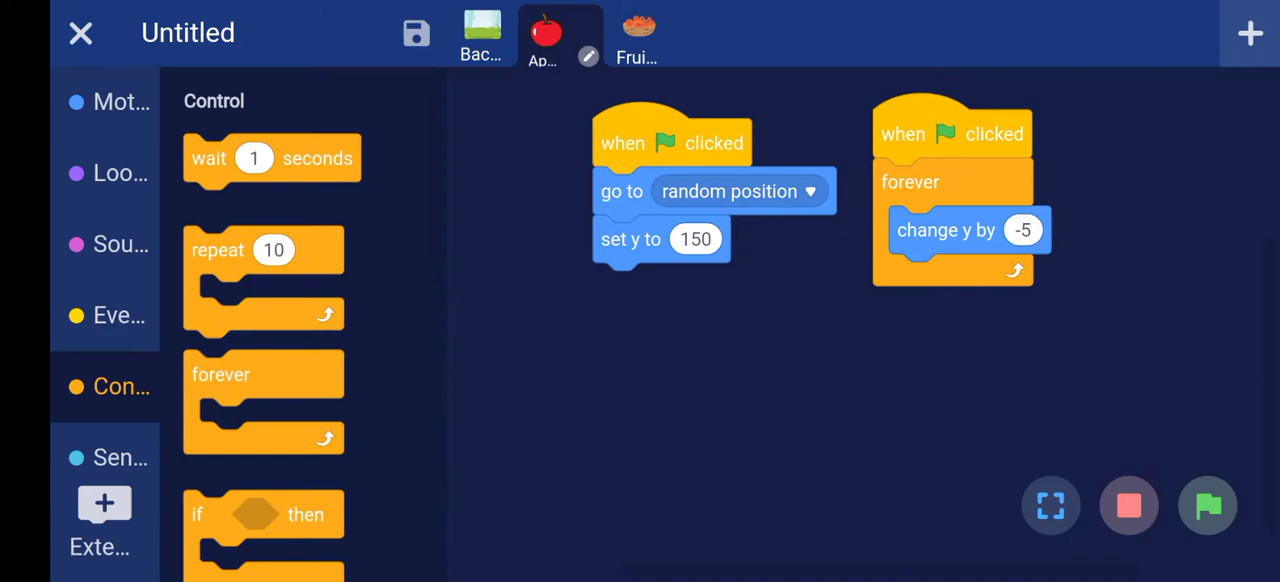 Untitled
Bac...
Ap...
Frui...
Mot...
Loo...
Sou...
Eve...
Con...
Sen...
Exte...
Control
wait 1 seconds
repeat 10
forever
if then
when clicked
go to random position
set y to 150
when clicked
forever
change y by -5